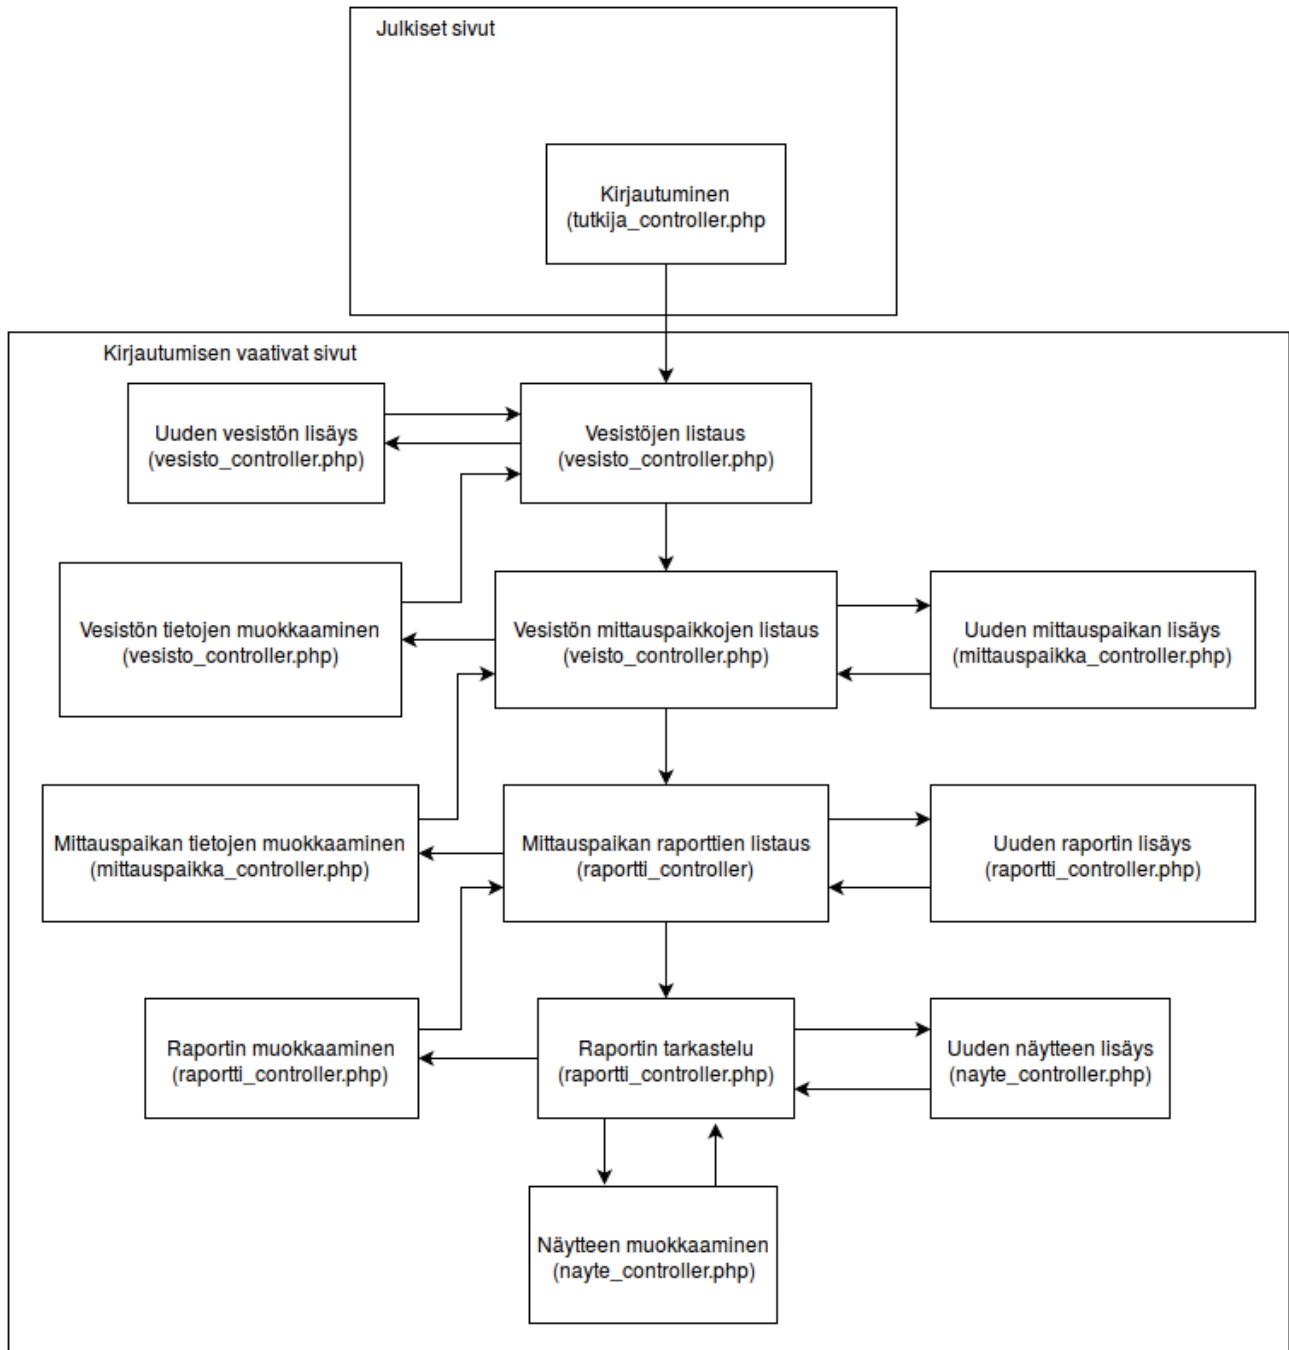 Julkiset sivut
Kirjautuminen
(tutkija_controller.php
Kirjautumisen vaativat sivut
Uuden vesistön lisäys
(vesisto_controller.php)
Vesistöjen listaus
(vesisto_controller.php)
Vesistön tietojen muokkaaminen
(vesisto_controller.php)
Vesistön mittauspaikkojen listaus
(veisto_controller.php)
Uuden mittauspaikan lisäys
(mittauspaikka_controller.php)
Mittauspaikan tietojen muokkaaminen
(mittauspaikka_controller.php)
Mittauspaikan raporttien listaus
(raportti_controller)
Uuden raportin lisäys
(raportti_controller.php)
Raportin muokkaaminen
(raportti_controller.php)
Raportin tarkastelu
(raportti_controller.php)
Uuden näytteen lisäys
(nayte_controller.php)
Näytteen muokkaaminen
(nayte_controller.php)